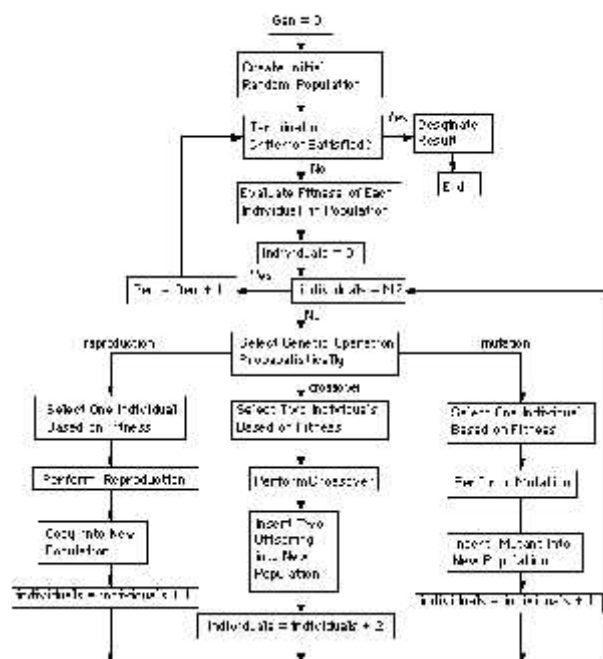 Gen = 0
Create Initial
Random Population
Termination
Criterion Satisfied?
Yes
Designate
Result
End
No
Evaluate Fitness of Each
Individual in Population
Individuals = 0
Yes
Gen = Gen + 1
Individuals = M?
No
reproduction
Select Genetic Operation
Probabilistically
mutation
crossover
Select One Individual
Based on Fitness
Select Two Individuals
Based on Fitness
Select One Individual
Based on Fitness
Perform Reproduction
Perform Crossover
Perform Mutation
Copy into New
Population
Insert Two
Offspring
into New
Population
Insert Mutant into
New Population
individuals = individuals + 1
individuals = individuals + 2
individuals = individuals + 1